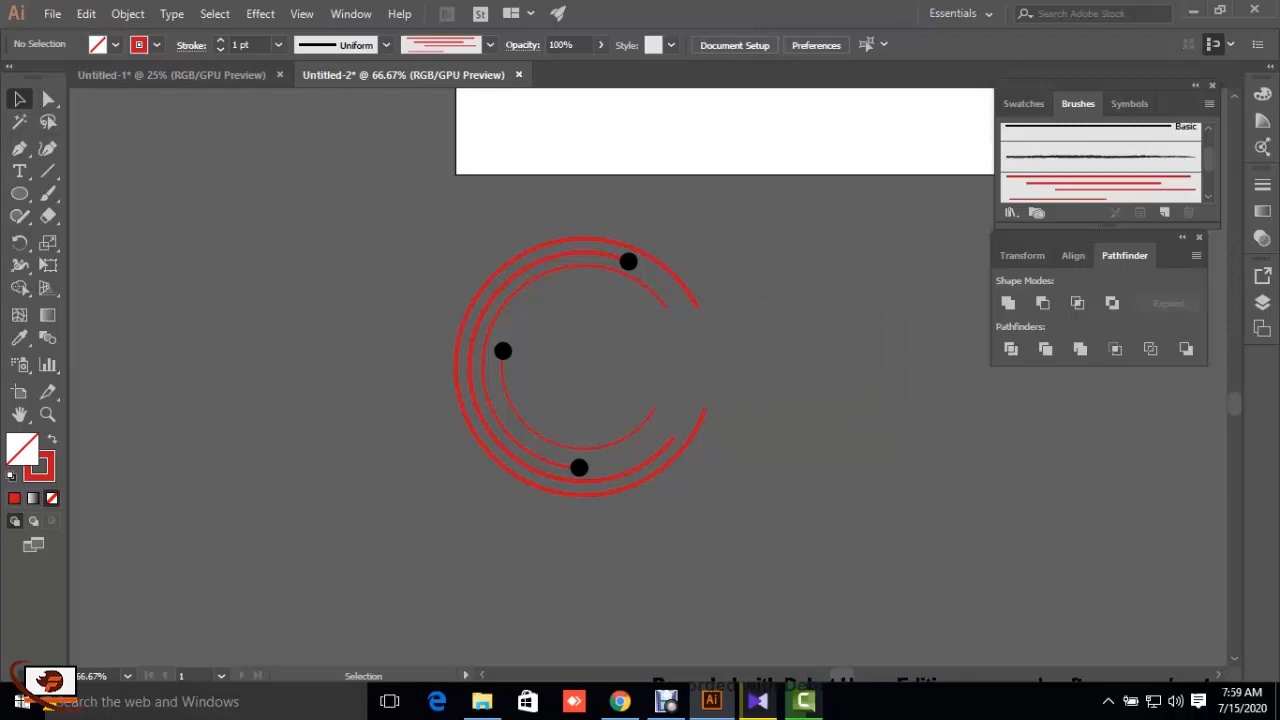 Ai File Edit Object Type Select Effect View Window Help Br St Essentials Search Adobe Stock
No Selection Stroke: 1 pt Uniform Opacity: 100% Style: Document Setup Preferences
Untitled-1* @ 25% (RGB/GPU Preview) × Untitled-2* @ 66.67% (RGB/GPU Preview) ×
Swatches Brushes Symbols
Basic
Transform Align Pathfinder
Shape Modes:
Expand
Pathfinders:
66.67% 1 Selection
Search the web and Windows
Ai
7:59 AM
7/15/2020